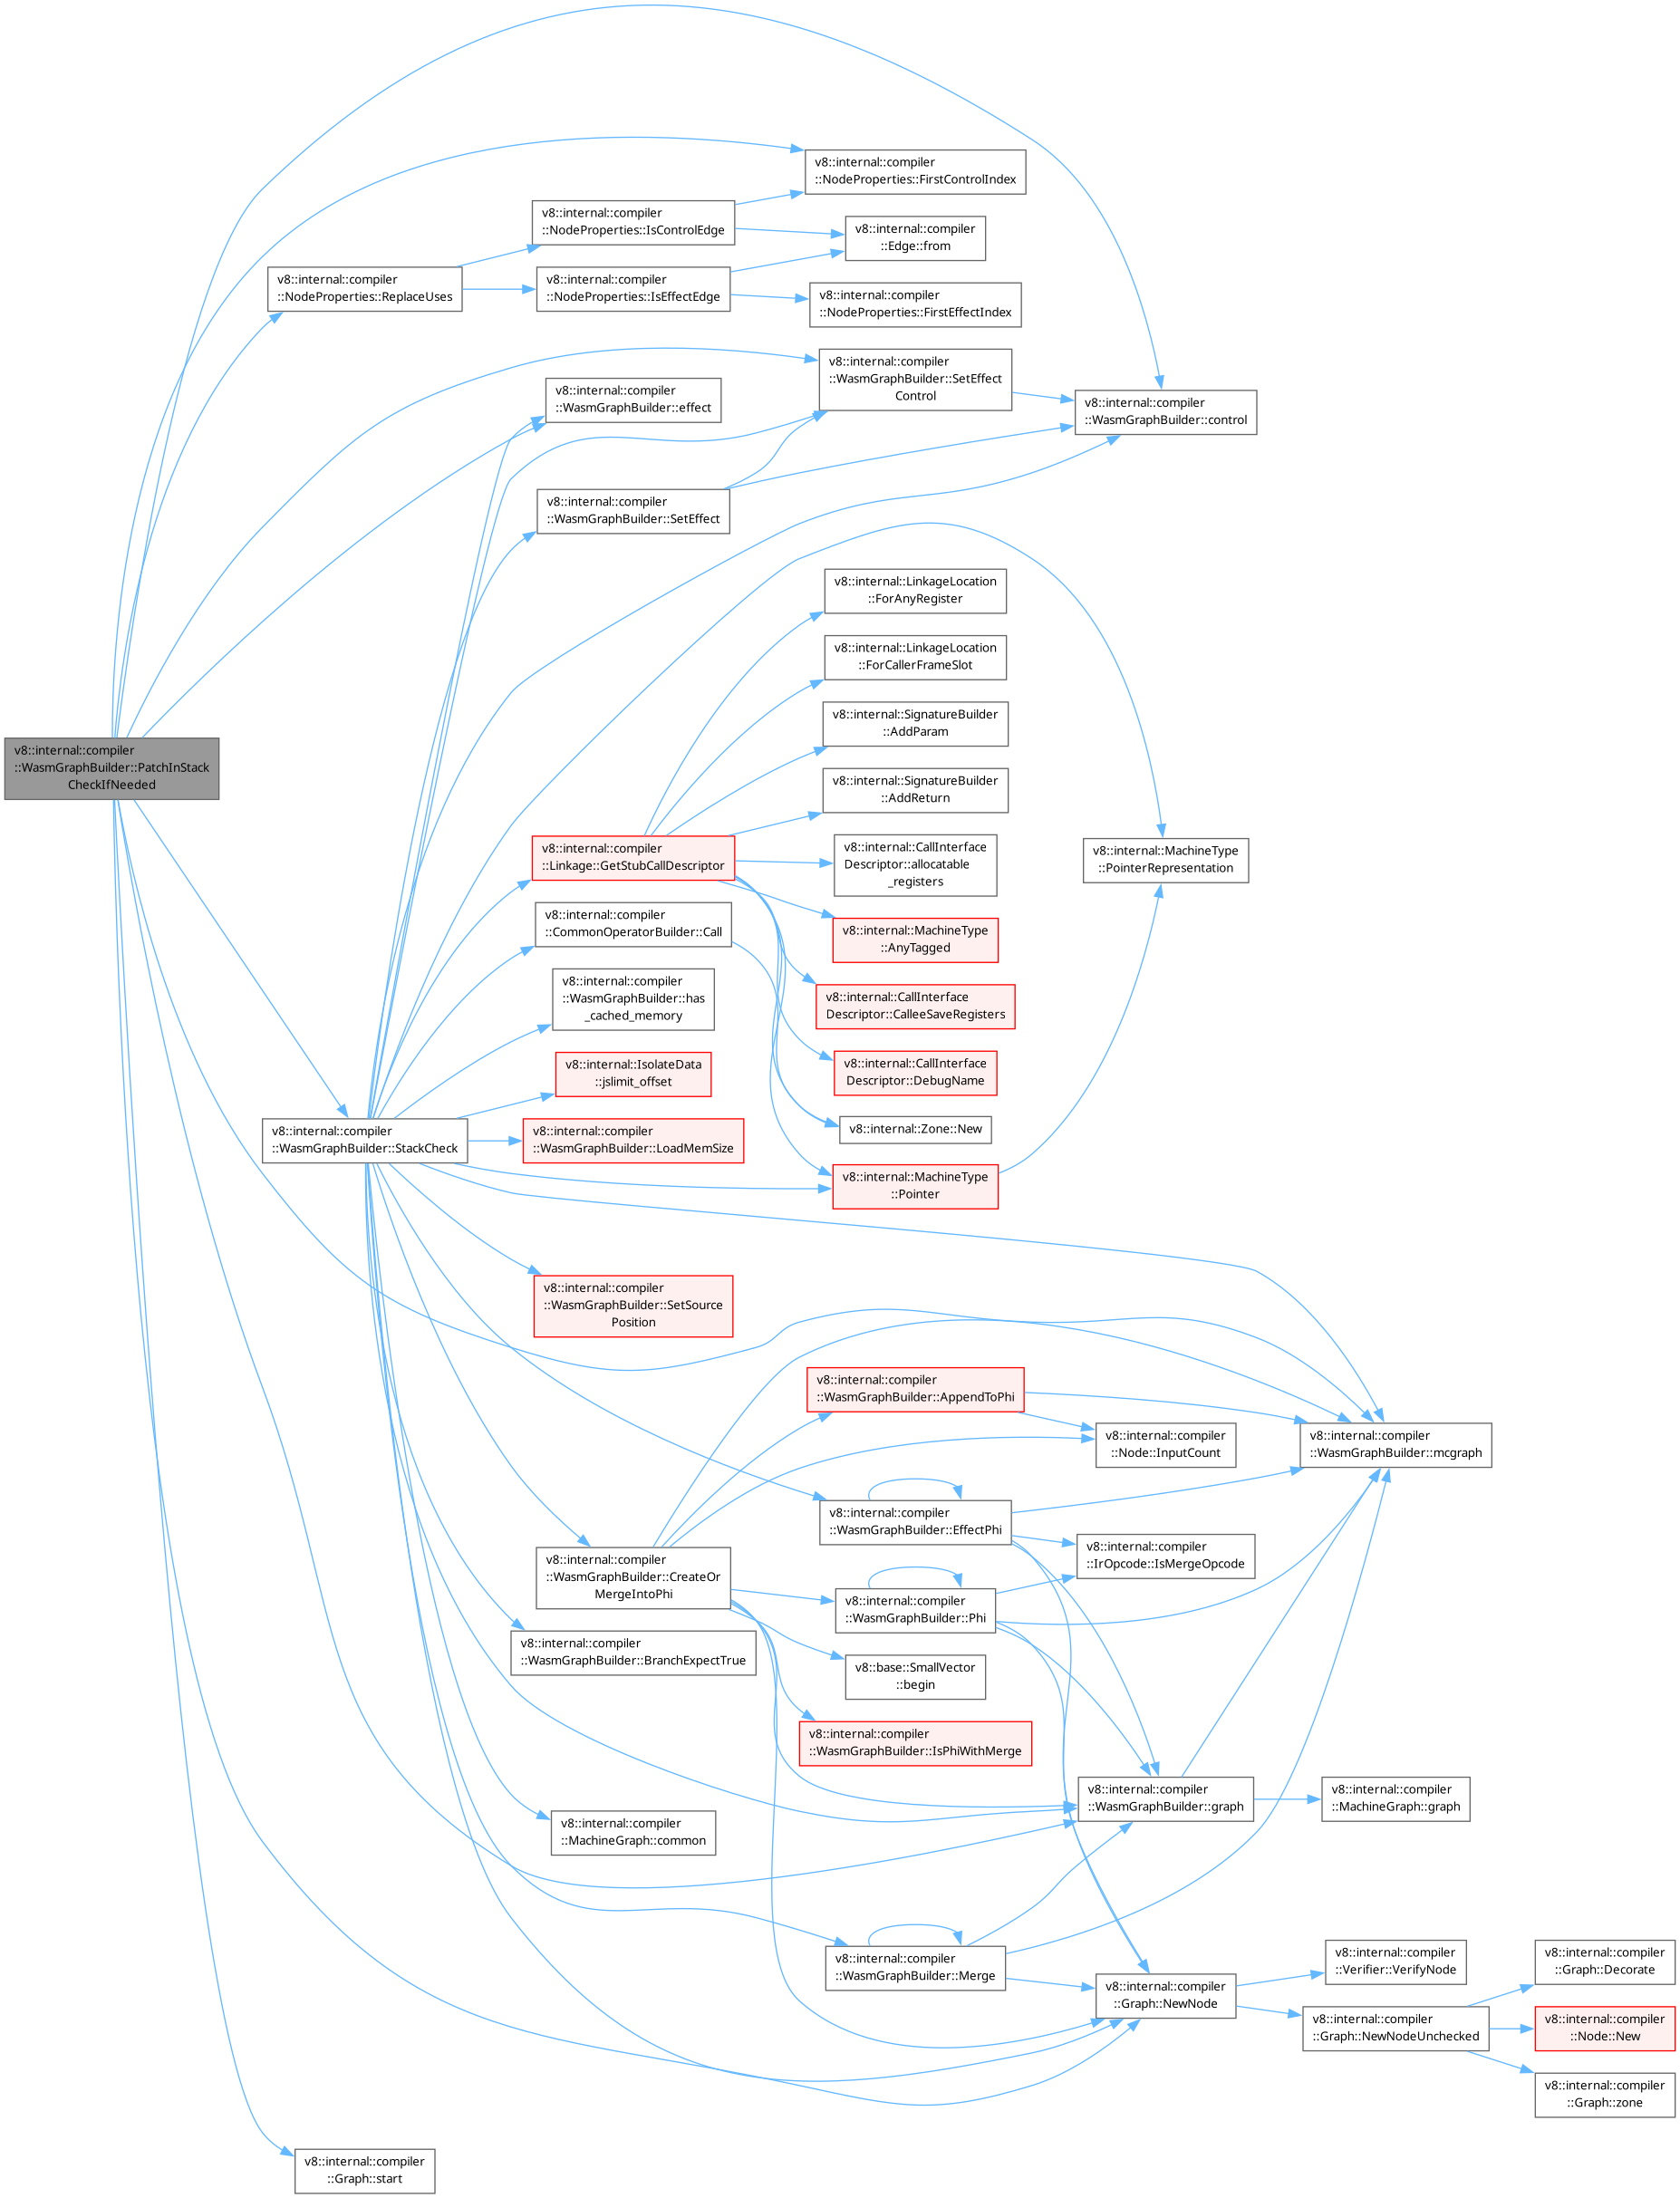 v8::internal::compiler
::NodeProperties::FirstControlIndex
v8::internal::compiler
::NodeProperties::IsControlEdge
v8::internal::compiler
::Edge::from
v8::internal::compiler
::NodeProperties::ReplaceUses
v8::internal::compiler
::NodeProperties::IsEffectEdge
v8::internal::compiler
::NodeProperties::FirstEffectIndex
v8::internal::compiler
::WasmGraphBuilder::SetEffect
Control
v8::internal::compiler
::WasmGraphBuilder::effect
v8::internal::compiler
::WasmGraphBuilder::control
v8::internal::compiler
::WasmGraphBuilder::SetEffect
v8::internal::LinkageLocation
::ForAnyRegister
v8::internal::LinkageLocation
::ForCallerFrameSlot
v8::internal::SignatureBuilder
::AddParam
v8::internal::compiler
::WasmGraphBuilder::PatchInStack
CheckIfNeeded
v8::internal::SignatureBuilder
::AddReturn
v8::internal::compiler
::Linkage::GetStubCallDescriptor
v8::internal::CallInterface
Descriptor::allocatable
_registers
v8::internal::MachineType
::PointerRepresentation
v8::internal::compiler
::CommonOperatorBuilder::Call
v8::internal::MachineType
::AnyTagged
v8::internal::compiler
::WasmGraphBuilder::has
_cached_memory
v8::internal::CallInterface
Descriptor::CalleeSaveRegisters
v8::internal::IsolateData
::jslimit_offset
v8::internal::CallInterface
Descriptor::DebugName
v8::internal::compiler
::WasmGraphBuilder::StackCheck
v8::internal::compiler
::WasmGraphBuilder::LoadMemSize
v8::internal::Zone::New
v8::internal::MachineType
::Pointer
v8::internal::compiler
::WasmGraphBuilder::SetSource
Position
v8::internal::compiler
::WasmGraphBuilder::AppendToPhi
v8::internal::compiler
::Node::InputCount
v8::internal::compiler
::WasmGraphBuilder::mcgraph
v8::internal::compiler
::WasmGraphBuilder::EffectPhi
v8::internal::compiler
::IrOpcode::IsMergeOpcode
v8::internal::compiler
::WasmGraphBuilder::CreateOr
MergeIntoPhi
v8::internal::compiler
::WasmGraphBuilder::Phi
v8::internal::compiler
::WasmGraphBuilder::BranchExpectTrue
v8::base::SmallVector
::begin
v8::internal::compiler
::WasmGraphBuilder::IsPhiWithMerge
v8::internal::compiler
::WasmGraphBuilder::graph
v8::internal::compiler
::MachineGraph::graph
v8::internal::compiler
::MachineGraph::common
v8::internal::compiler
::WasmGraphBuilder::Merge
v8::internal::compiler
::Graph::NewNode
v8::internal::compiler
::Verifier::VerifyNode
v8::internal::compiler
::Graph::Decorate
v8::internal::compiler
::Graph::NewNodeUnchecked
v8::internal::compiler
::Node::New
v8::internal::compiler
::Graph::zone
v8::internal::compiler
::Graph::start